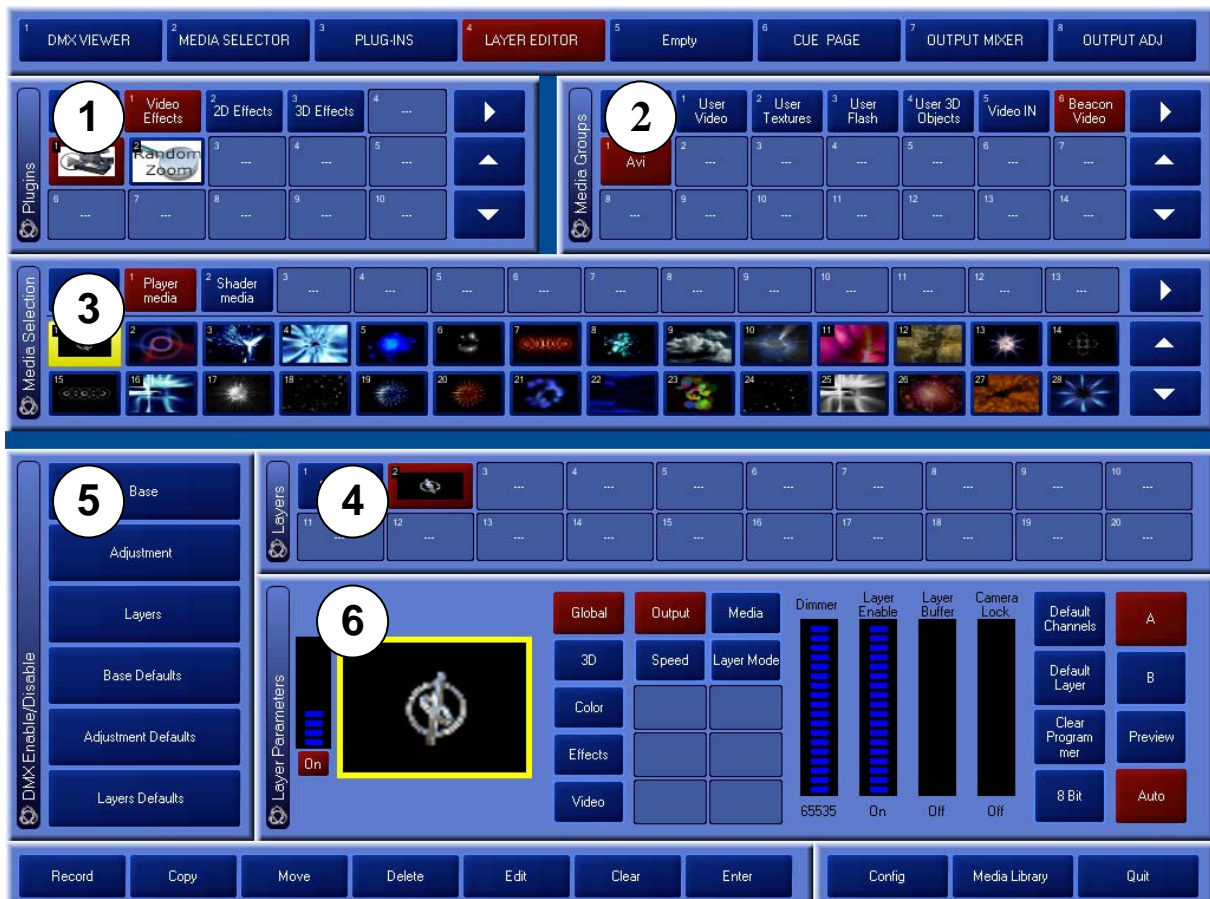 1 DMX VIEWER 2 MEDIA SELECTOR 3 PLUG-INS 4 LAYER EDITOR 5 Empty 6 CUE PAGE 7 OUTPUT MIXER 8 OUTPUT ADJ
Plugins
1
1 Video Effects 2 2D Effects 3 3D Effects 4 ---
1 2 Random Zoom 3 --- 4 --- 5 ---
6 --- 7 --- 8 --- 9 --- 10 ---
Media Groups
2
1 User Video 2 User Textures 3 User Flash 4 User 3D Objects 5 Video IN 6 Beacon Video
1 Avi 2 --- 3 --- 4 --- 5 --- 6 --- 7 ---
8 --- 9 --- 10 --- 11 --- 12 --- 13 --- 14 ---
Media Selection
3
1 Player media 2 Shader media 3 --- 4 --- 5 --- 6 --- 7 --- 8 --- 9 --- 10 --- 11 --- 12 --- 13 ---
1 2 3 4 5 6 7 8 9 10 11 12 13 14
15 16 17 18 19 20 21 22 23 24 25 26 27 28
DMX Enable/Disable
5
Base
Adjustment
Layers
Base Defaults
Adjustment Defaults
Layers Defaults
Layers
4
1 2 3 --- 4 --- 5 --- 6 --- 7 --- 8 --- 9 --- 10 ---
11 --- 12 --- 13 --- 14 --- 15 --- 16 --- 17 --- 18 --- 19 --- 20 ---
Layer Parameters
6
On
Global Output Media
3D Speed Layer Mode
Color
Effects
Video
Dimmer Layer Enable Layer Buffer Camera Lock
65535 On Off Off
Default Channels A
Default Layer B
Clear Program mer Preview
8 Bit Auto
Record Copy Move Delete Edit Clear Enter Config Media Library Quit